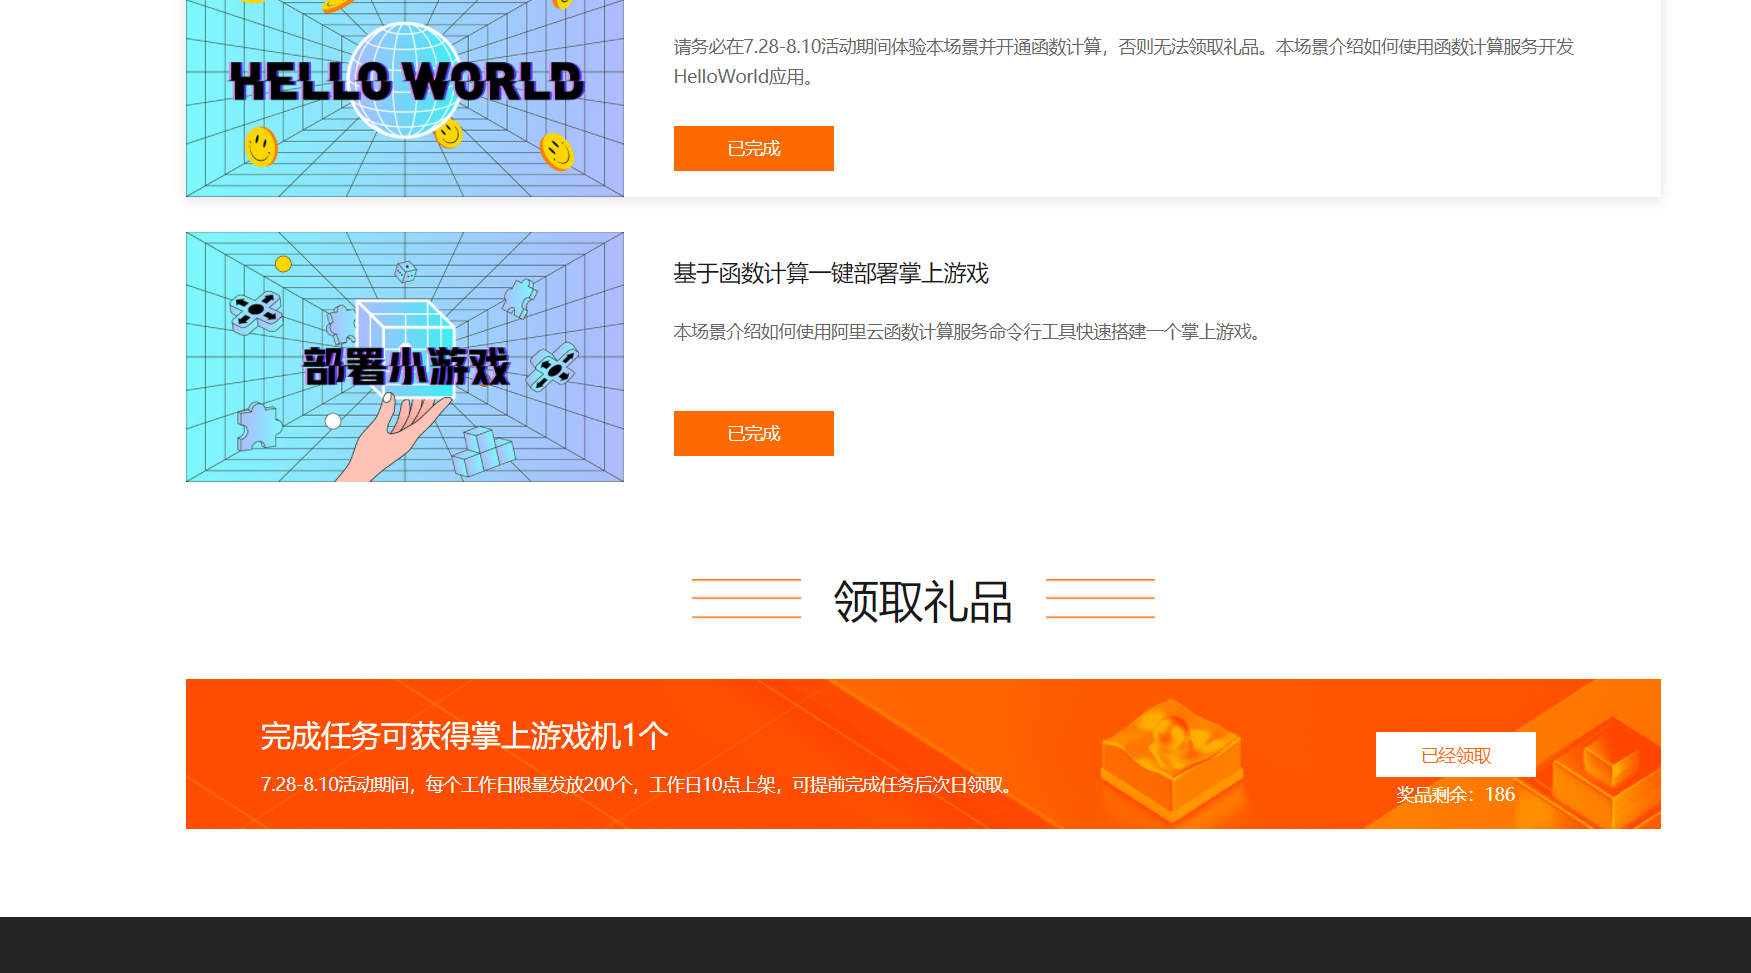 HELLO WORLD
请务必在7.28-8.10活动期间体验本场景并开通函数计算，否则无法领取礼品。本场景介绍如何使用函数计算服务开发
HelloWorld应用。
已完成
部署小游戏
基于函数计算一键部署掌上游戏
本场景介绍如何使用阿里云函数计算服务命令行工具快速搭建一个掌上游戏。
已完成
领取礼品
完成任务可获得掌上游戏机1个
7.28-8.10活动期间，每个工作日限量发放200个，工作日10点上架，可提前完成任务后次日领取。
已经领取
奖品剩余：186